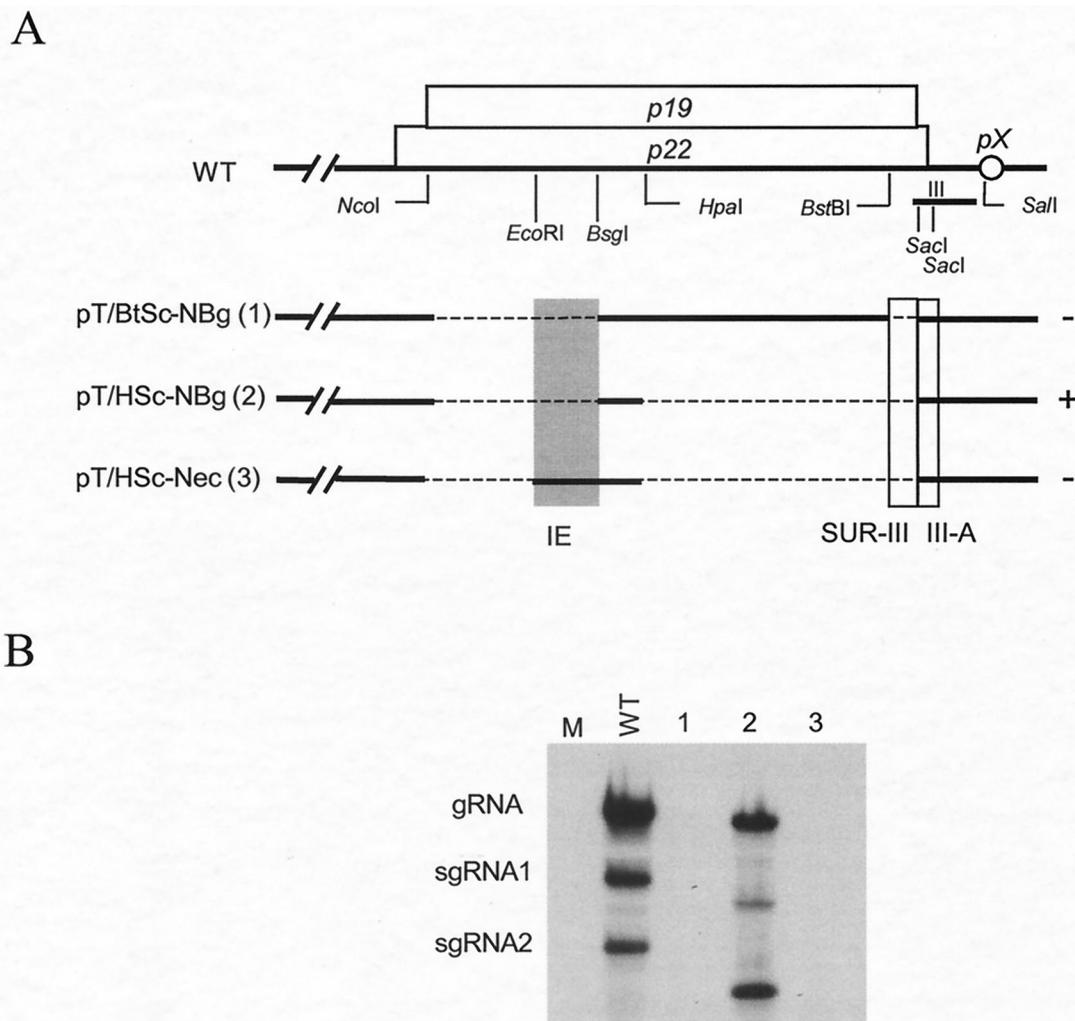 A
p19
p22
pX
WT
III
NcoI
HpaI
BstBI
SalI
EcoRI
BsgI
SacI
SacI
pT/BtSc-NBg (1)
-
pT/HSc-NBg (2)
+
pT/HSc-Nec (3)
-
IE
SUR-III
III-A
B
M
WT
1
2
3
gRNA
sgRNA1
sgRNA2